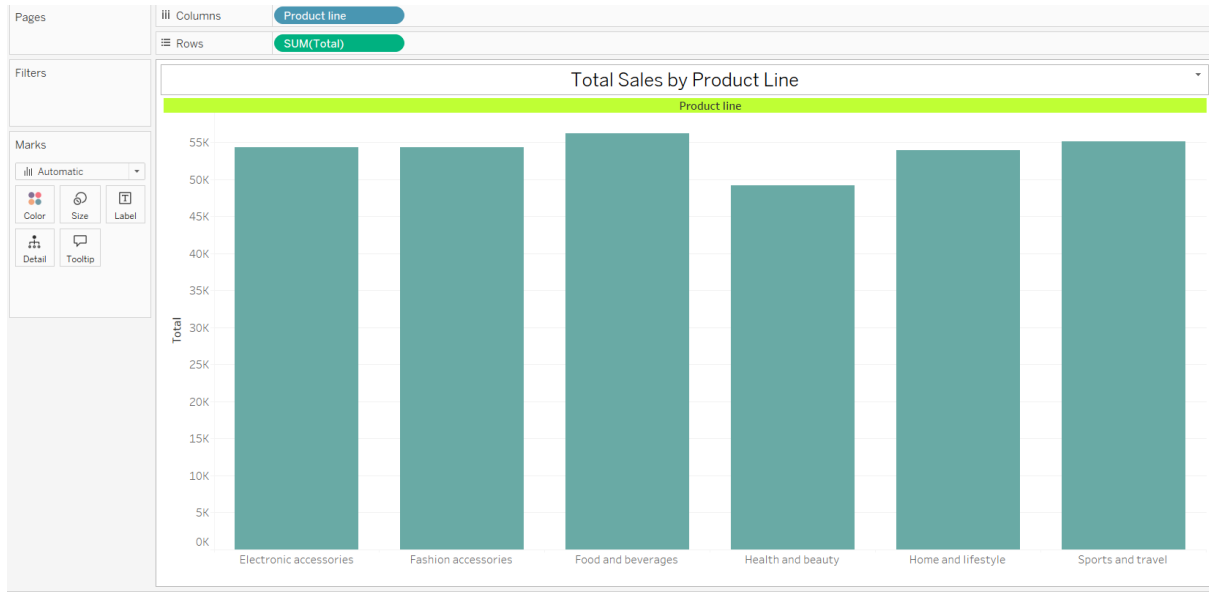 Pages
Columns
Product line
Rows
SUM(Total)
Filters
Total Sales by Product Line
Product line
Marks
Automatic
Color
Size
Label
Detail
Tooltip
Total
55K
50K
45K
40K
35K
30K
25K
20K
15K
10K
5K
0K
Electronic accessories
Fashion accessories
Food and beverages
Health and beauty
Home and lifestyle
Sports and travel